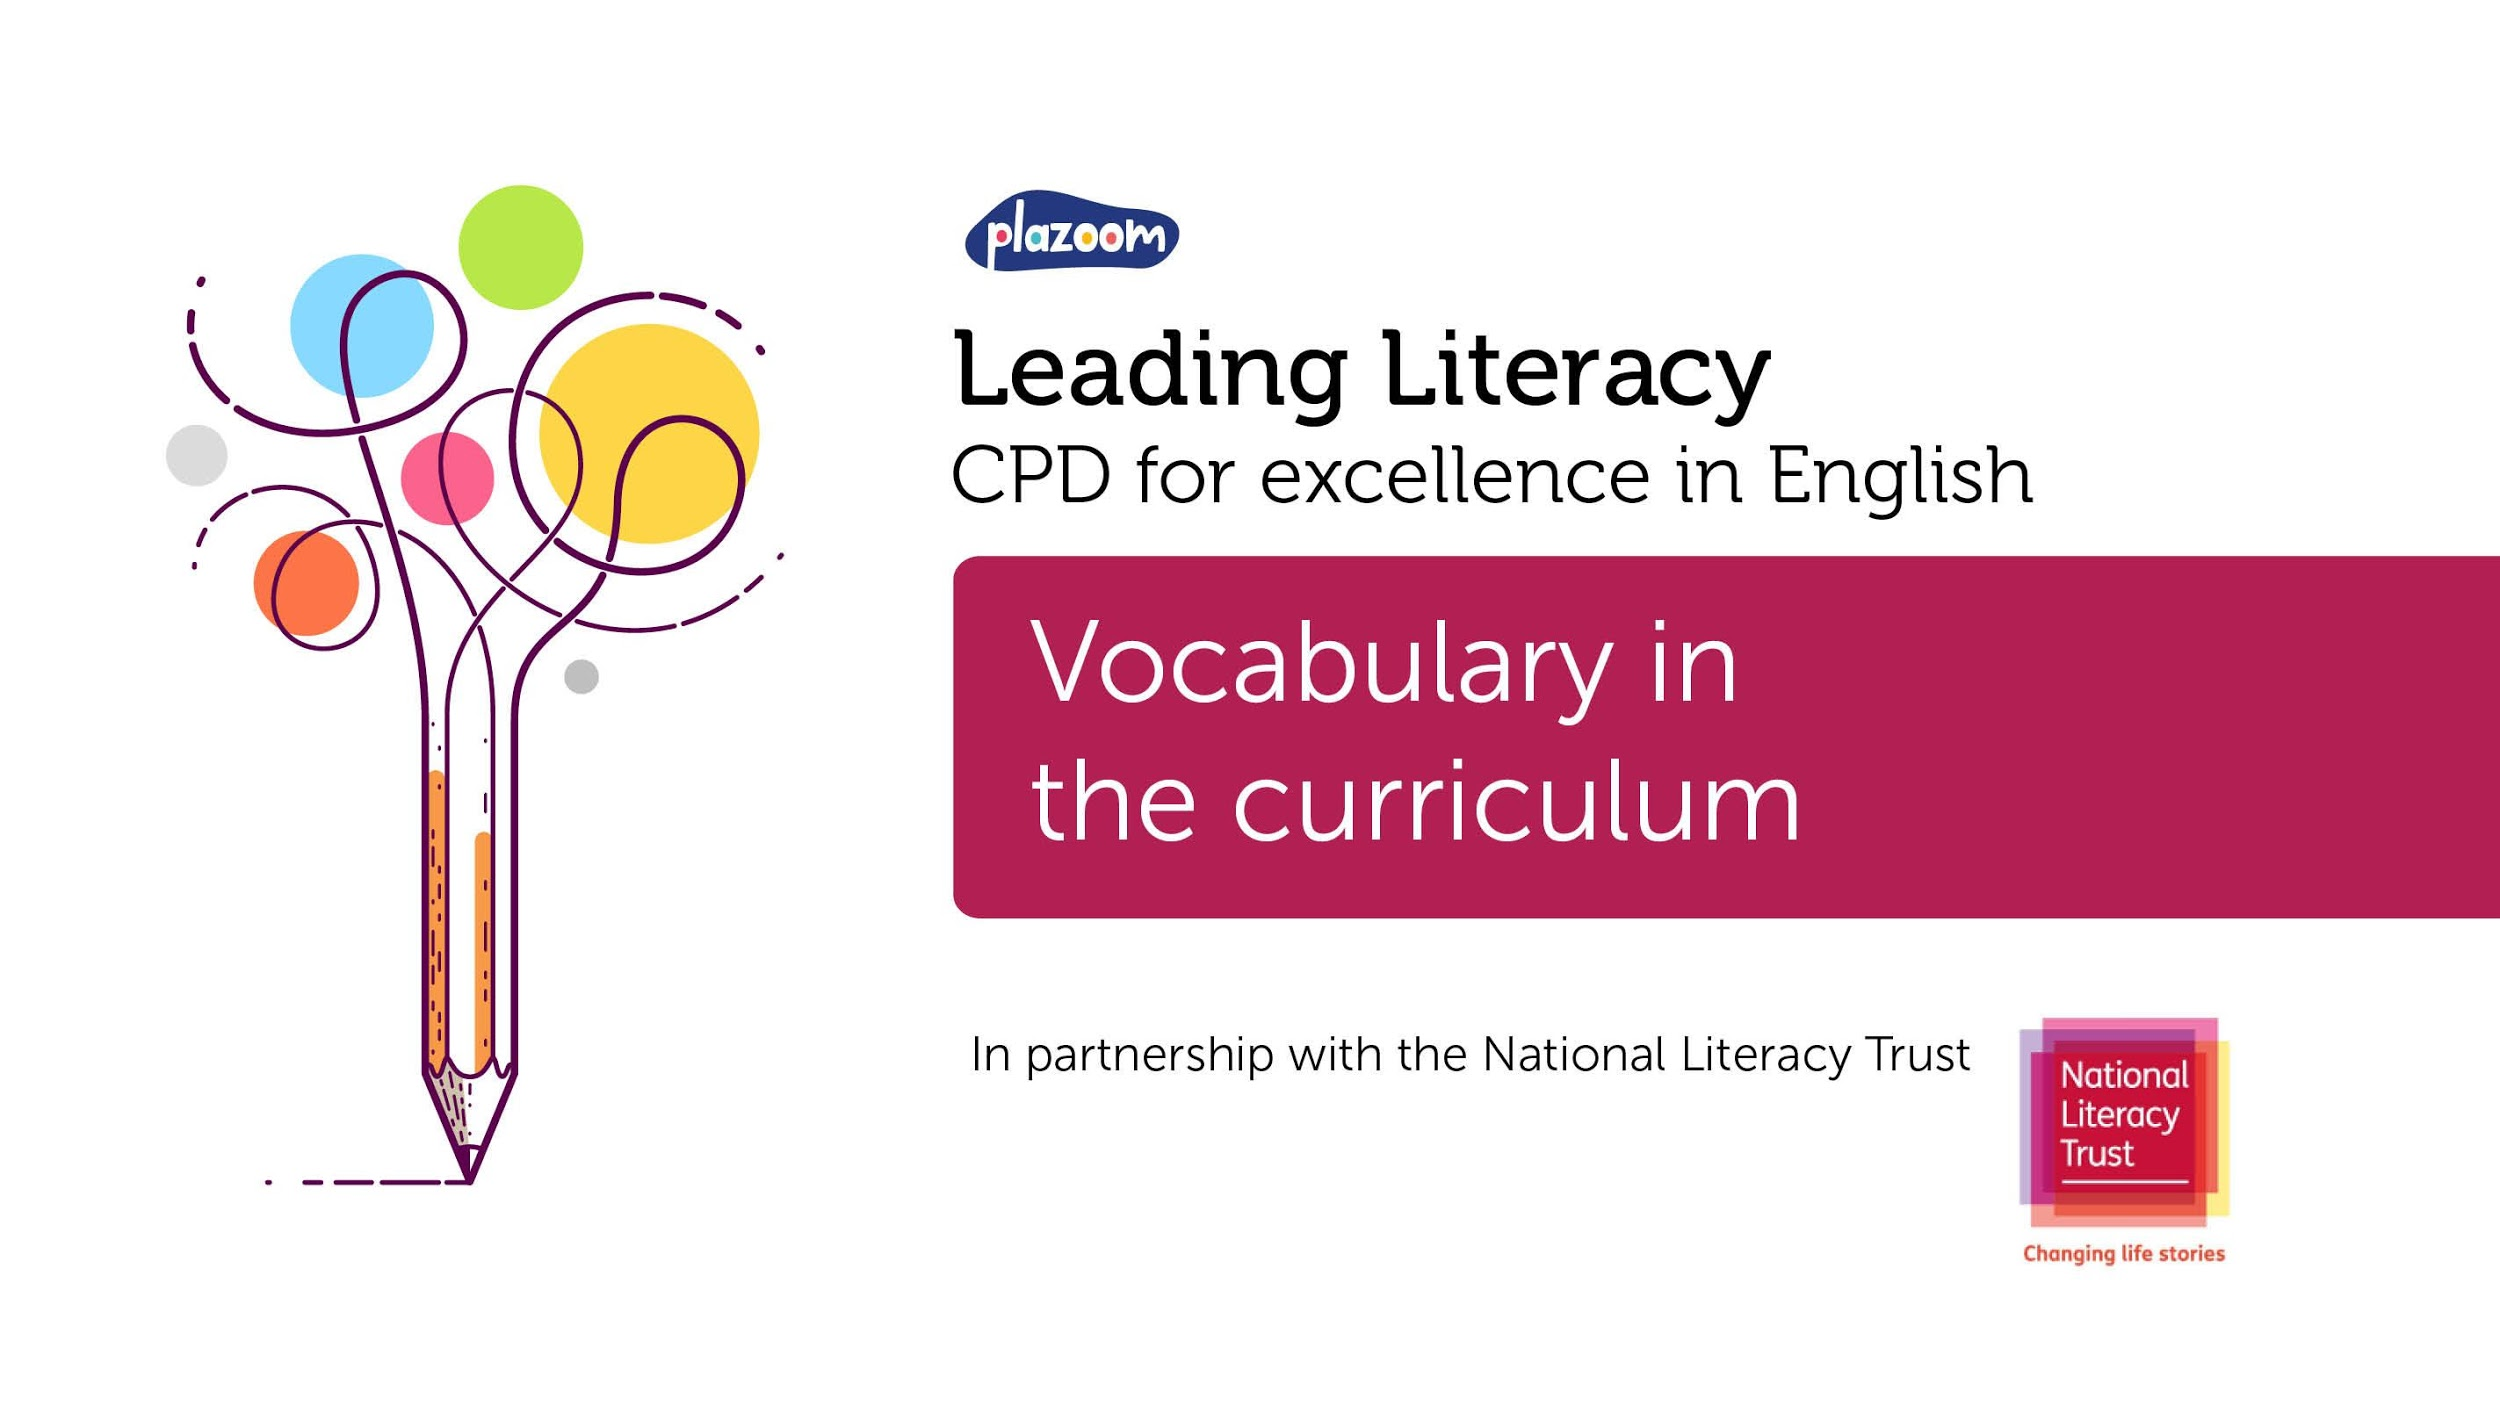 plazoom
Leading Literacy
CPD for excellence in English
Vocabulary in
the curriculum
In partnership with the National Literacy Trust
National
Literacy
Trust
Changing life stories